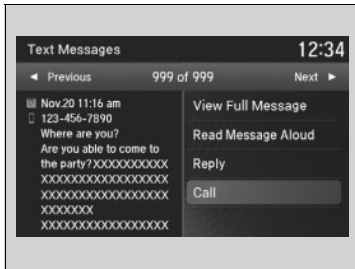 Text Messages
12:34
Previous
999 of 999
Next
Nov.20 11:16 am
123-456-7890
Where are you?
Are you able to come to
the party?XXXXXXXXXX
XXXXXXXXXXXXXXXXX
XXXXXXXXXXXXXXXXX
XXXXXXX
XXXXXXXXXXXXXXXXX
View Full Message
Read Message Aloud
Reply
Call